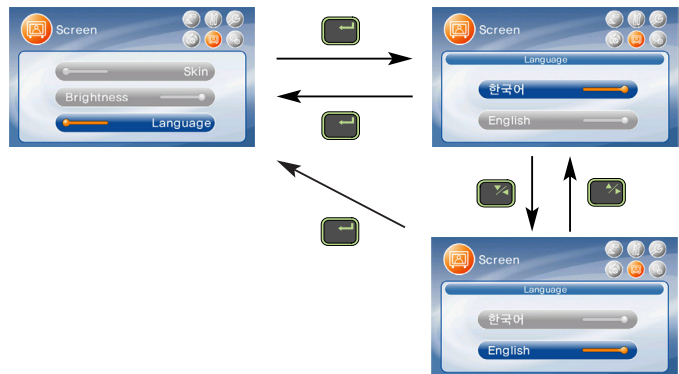 Screen
Skin
Brightness
Language
Screen
Language
한국어
English
Screen
Language
한국어
English